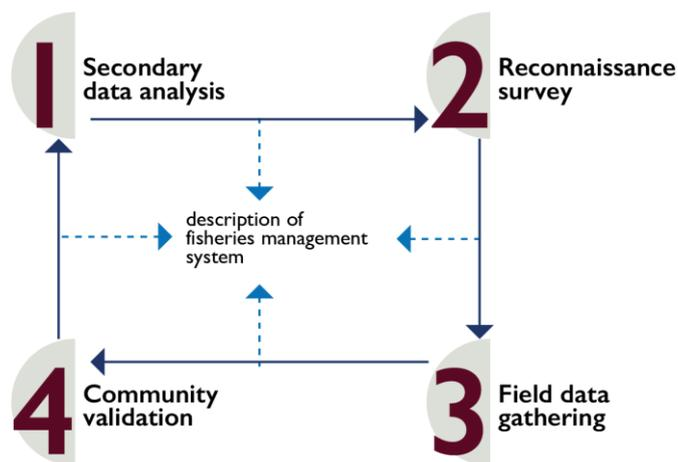 1
Secondary
data analysis
2
Reconnaissance
survey
description of
fisheries management
system
4
Community
validation
3
Field data
gathering